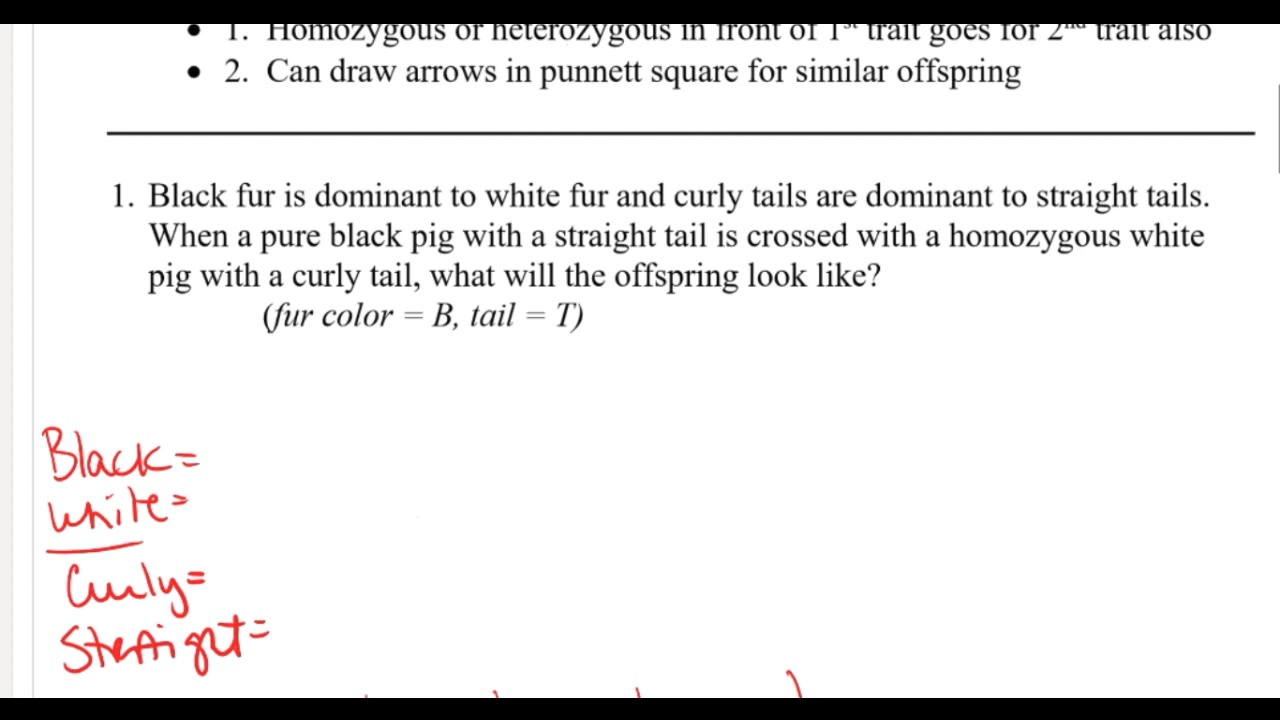 • 1. Homozygous or heterozygous in front of 1st trait goes for 2nd trait also
• 2. Can draw arrows in punnett square for similar offspring
1. Black fur is dominant to white fur and curly tails are dominant to straight tails.
When a pure black pig with a straight tail is crossed with a homozygous white
pig with a curly tail, what will the offspring look like?
(fur color = B, tail = T)
Black=
White=
Curly=
Straight=